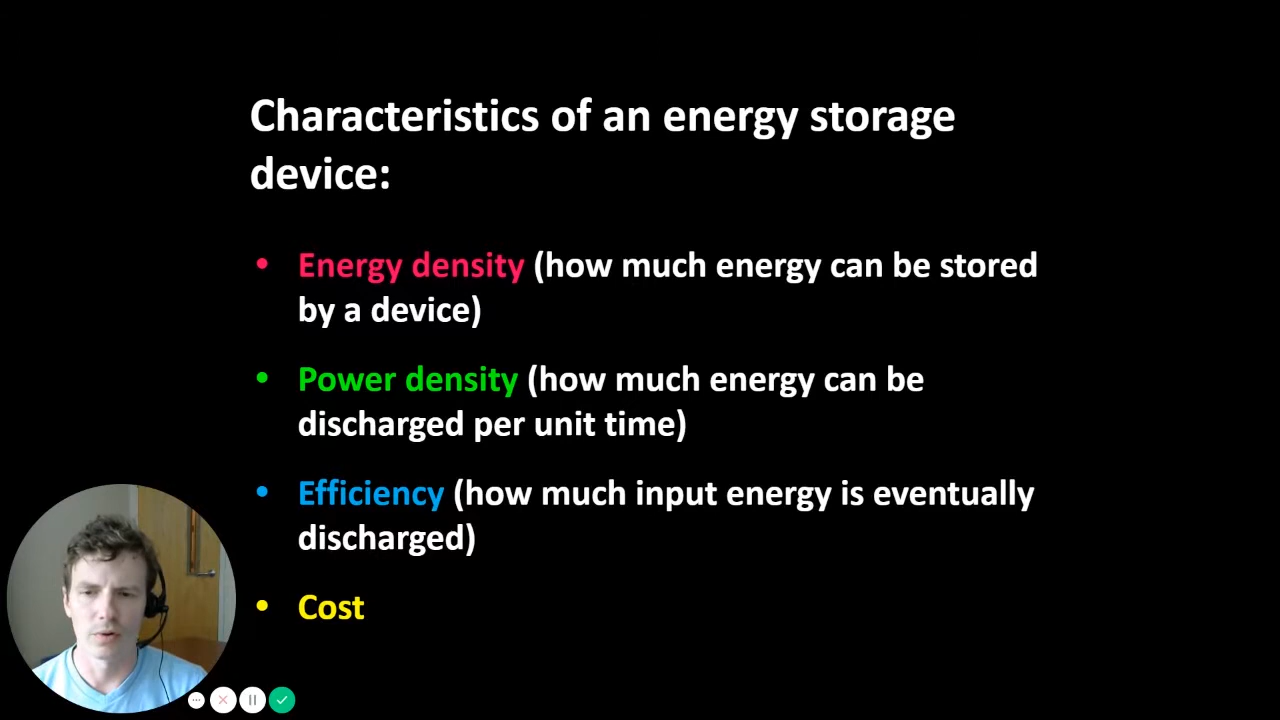 Characteristics of an energy storage
device:
• Energy density (how much energy can be stored
by a device)
• Power density (how much energy can be
discharged per unit time)
• Efficiency (how much input energy is eventually
discharged)
• Cost